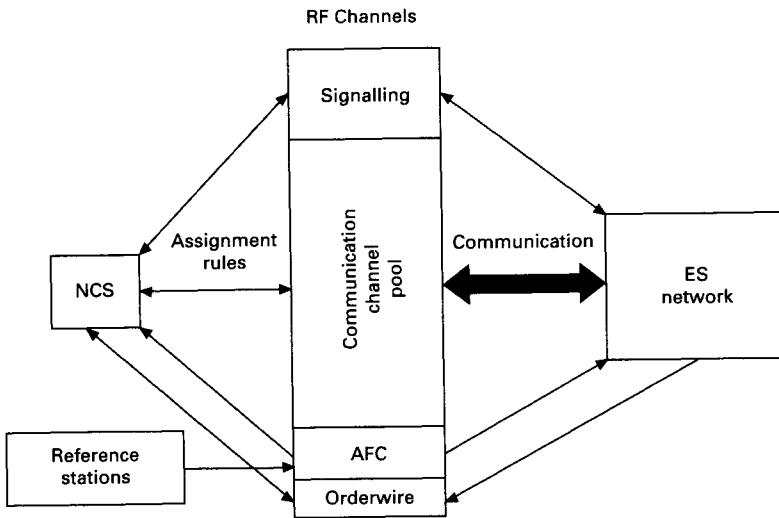 RF Channels
Signalling
Assignment
rules
Communication
channel
pool
Communication
NCS
ES
network
AFC
Reference
stations
Orderwire